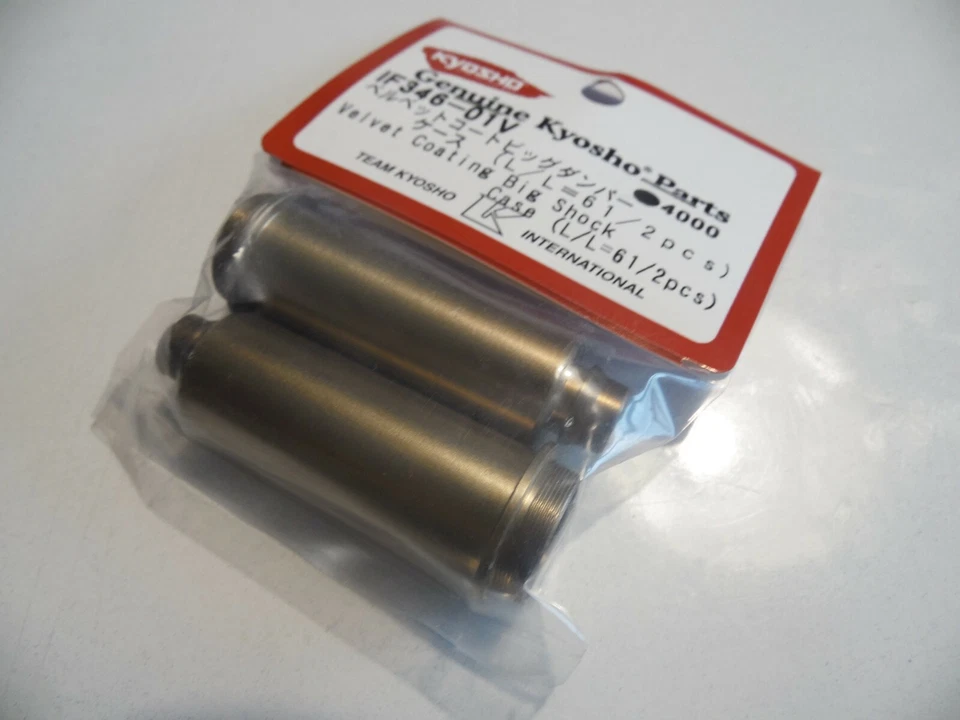 KYOSHO
Genuine Kyosho® Parts
IF346-01V ●4000
ベルベットコートビッグダンパー
ケース (L/L=61/2pcs)
Velvet Coating Big Shock
Case (L/L=61/2pcs)
TEAM KYOSHO INTERNATIONAL